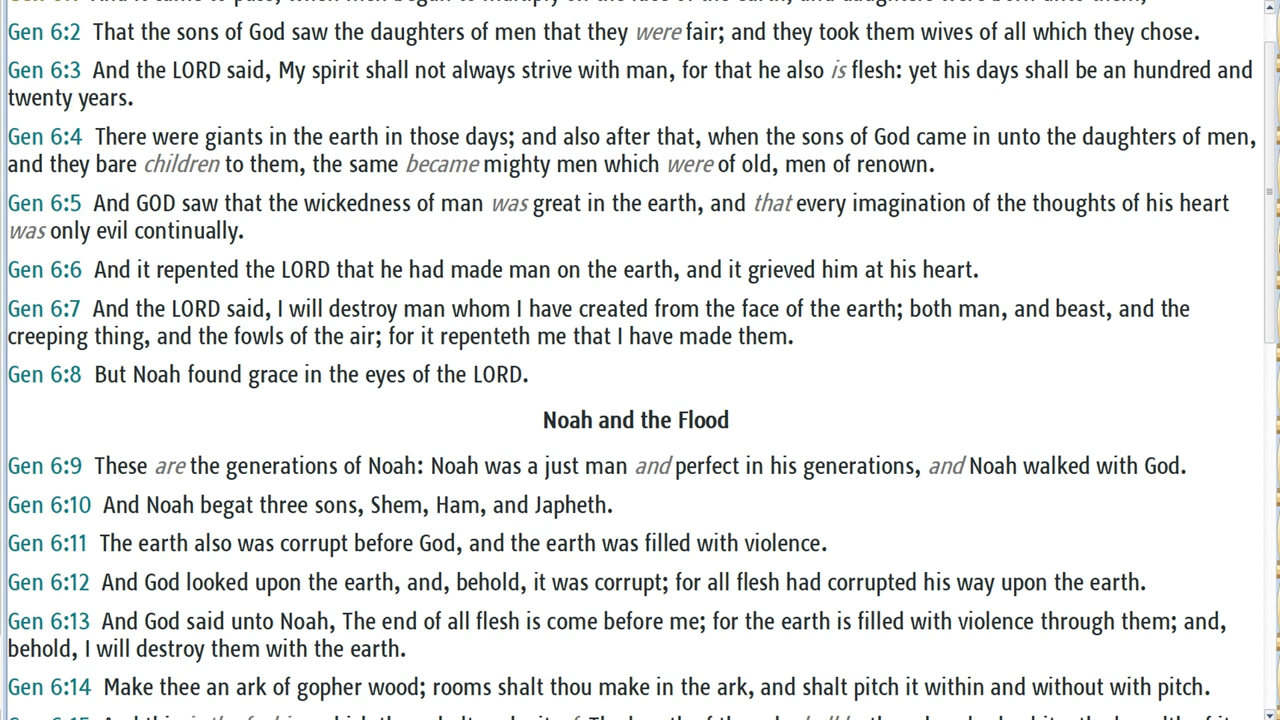 Gen 6:2 That the sons of God saw the daughters of men that they were fair; and they took them wives of all which they chose.
Gen 6:3 And the LORD said, My spirit shall not always strive with man, for that he also is flesh: yet his days shall be an hundred and
twenty years.
Gen 6:4 There were giants in the earth in those days; and also after that, when the sons of God came in unto the daughters of men,
and they bare children to them, the same became mighty men which were of old, men of renown.
Gen 6:5 And GOD saw that the wickedness of man was great in the earth, and that every imagination of the thoughts of his heart
was only evil continually.
Gen 6:6 And it repented the LORD that he had made man on the earth, and it grieved him at his heart.
Gen 6:7 And the LORD said, I will destroy man whom I have created from the face of the earth; both man, and beast, and the
creeping thing, and the fowls of the air; for it repenteth me that I have made them.
Gen 6:8 But Noah found grace in the eyes of the LORD.
Noah and the Flood
Gen 6:9 These are the generations of Noah: Noah was a just man and perfect in his generations, and Noah walked with God.
Gen 6:10 And Noah begat three sons, Shem, Ham, and Japheth.
Gen 6:11 The earth also was corrupt before God, and the earth was filled with violence.
Gen 6:12 And God looked upon the earth, and, behold, it was corrupt; for all flesh had corrupted his way upon the earth.
Gen 6:13 And God said unto Noah, The end of all flesh is come before me; for the earth is filled with violence through them; and,
behold, I will destroy them with the earth.
Gen 6:14 Make thee an ark of gopher wood; rooms shalt thou make in the ark, and shalt pitch it within and without with pitch.